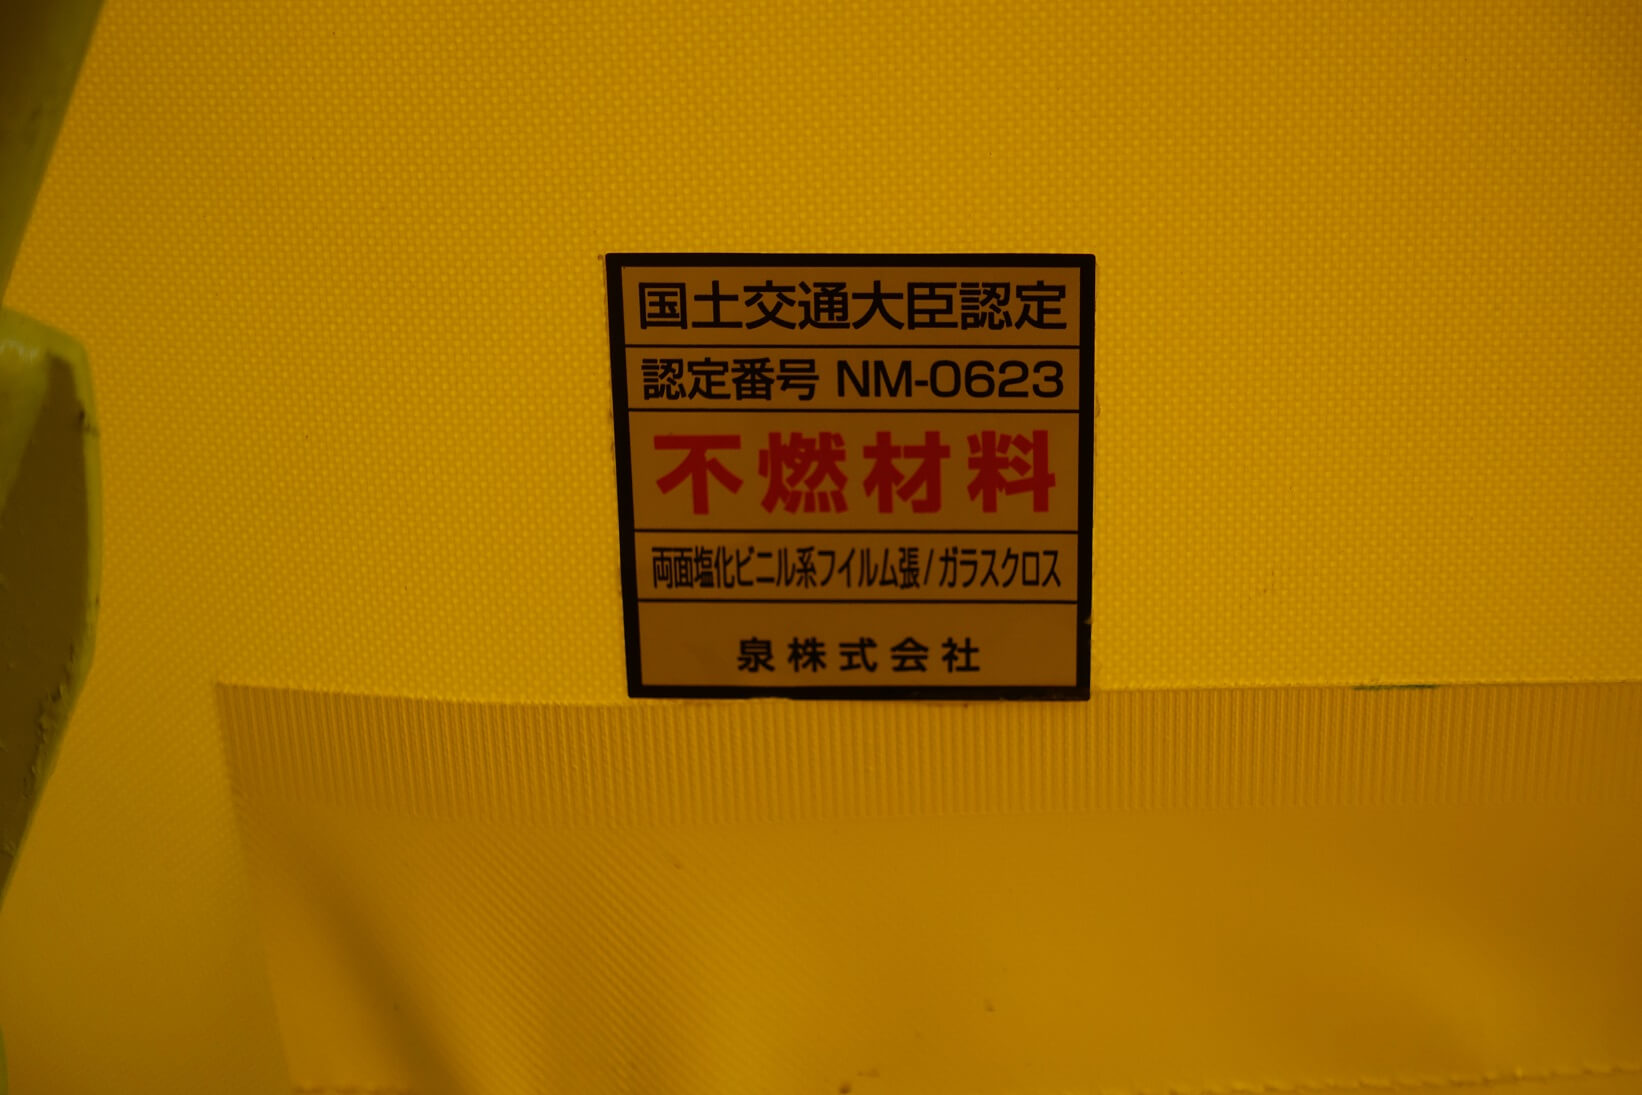 国土交通大臣認定
認定番号 NM-0623
不燃材料
両面塩化ビニル系フイルム張/ガラスクロス
泉株式会社